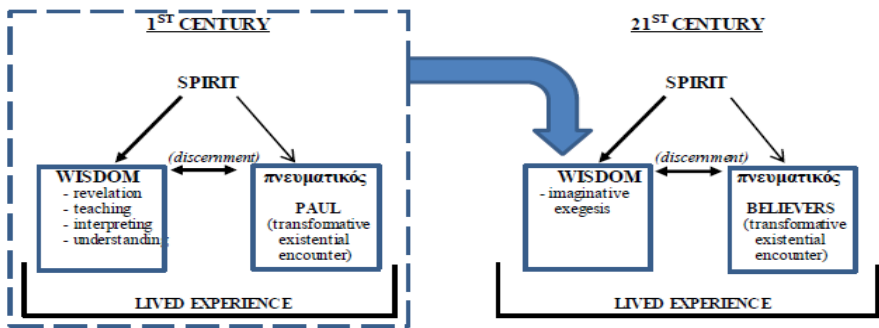 1ST CENTURY
SPIRIT
(discernment)
WISDOM
- revelation
- teaching
- interpreting
- understanding
πνευματικός
PAUL
(transformative
existential
encounter)
LIVED EXPERIENCE
21ST CENTURY
SPIRIT
(discernment)
WISDOM
- imaginative
exegesis
πνευματικός
BELIEVERS
(transformative
existential
encounter)
LIVED EXPERIENCE